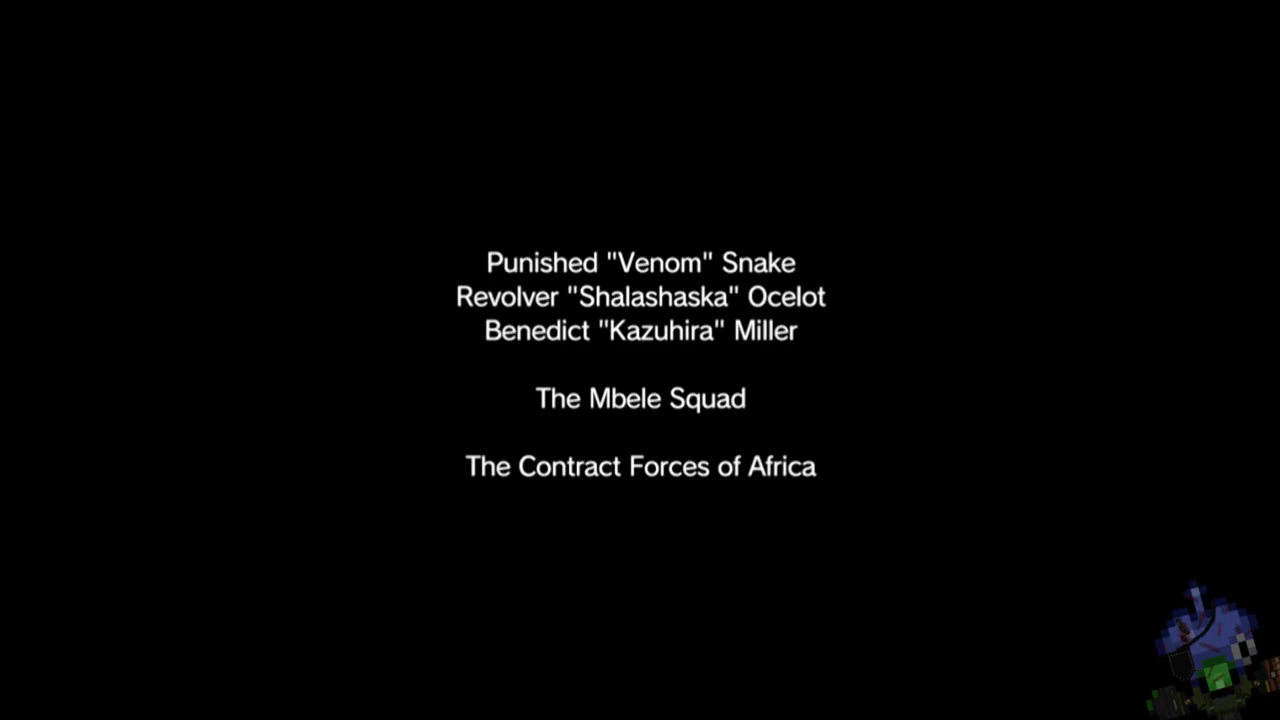 Punished "Venom" Snake
Revolver "Shalashaska" Ocelot
Benedict "Kazuhira" Miller
The Mbele Squad
The Contract Forces of Africa